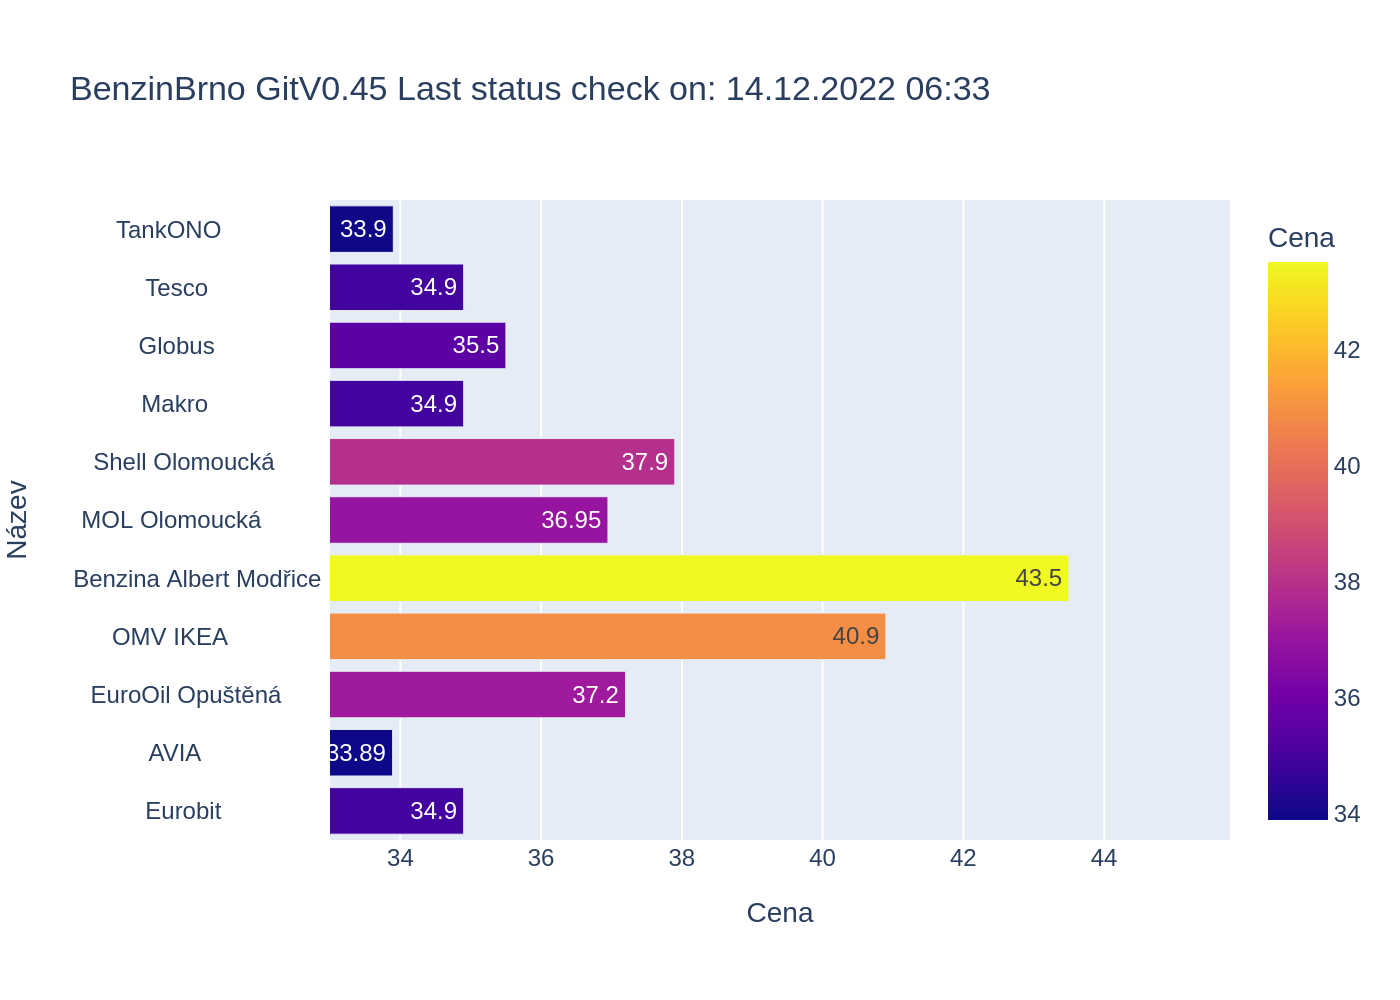 BenzinBrno GitV0.45 Last status check on: 14.12.2022 06:33
Název
TankONO 33.9
Tesco 34.9
Globus 35.5
Makro 34.9
Shell Olomoucká 37.9
MOL Olomoucká 36.95
Benzina Albert Modřice 43.5
OMV IKEA 40.9
EuroOil Opuštěná 37.2
AVIA 33.89
Eurobit 34.9
34 36 38 40 42 44
Cena
Cena
42
40
38
36
34